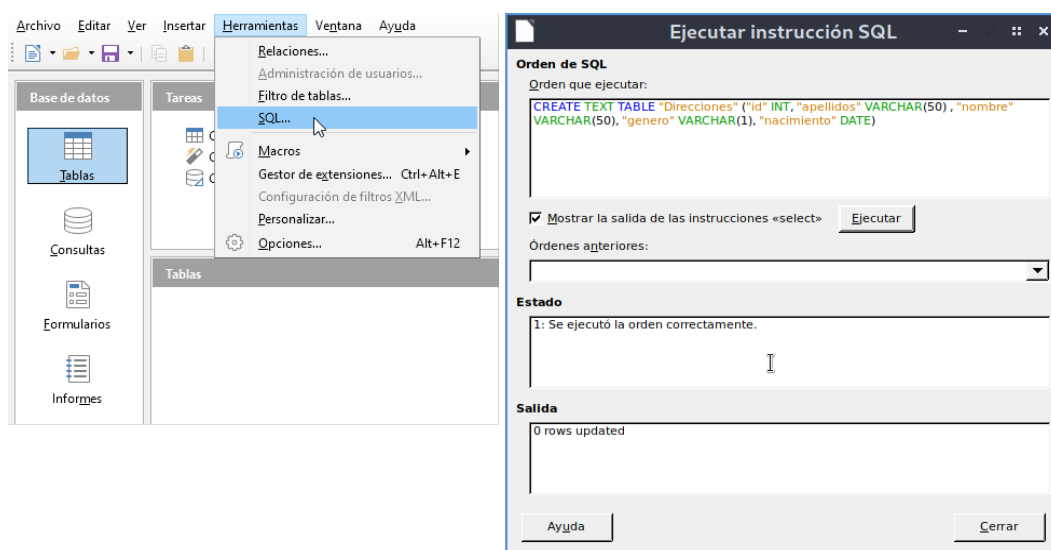 Archivo Editar Ver Insertar Herramientas Ventana Ayuda
Base de datos
Tablas
Consultas
Formularios
Informes
Tareas
Relaciones...
Administración de usuarios...
Filtro de tablas...
SQL...
Macros
Gestor de extensiones... Ctrl+Alt+E
Configuración de filtros XML...
Personalizar...
Opciones... Alt+F12
Tablas
Ejecutar instrucción SQL
Orden de SQL
Orden que ejecutar:
CREATE TEXT TABLE "Direcciones" ("id" INT, "apellidos" VARCHAR(50) , "nombre"
VARCHAR(50), "genero" VARCHAR(1), "nacimiento" DATE)
Mostrar la salida de las instrucciones «select» Ejecutar
Órdenes anteriores:
Estado
1: Se ejecutó la orden correctamente.
Salida
0 rows updated
Ayuda Cerrar